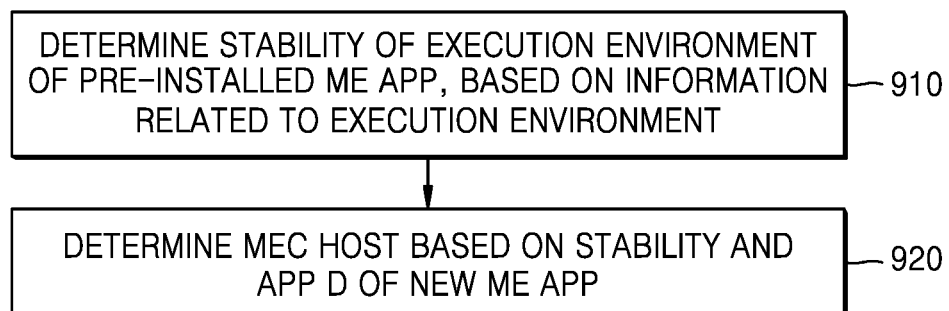 DETERMINE STABILITY OF EXECUTION ENVIRONMENT
OF PRE-INSTALLED ME APP, BASED ON INFORMATION
RELATED TO EXECUTION ENVIRONMENT
910
DETERMINE MEC HOST BASED ON STABILITY AND
APP D OF NEW ME APP
920